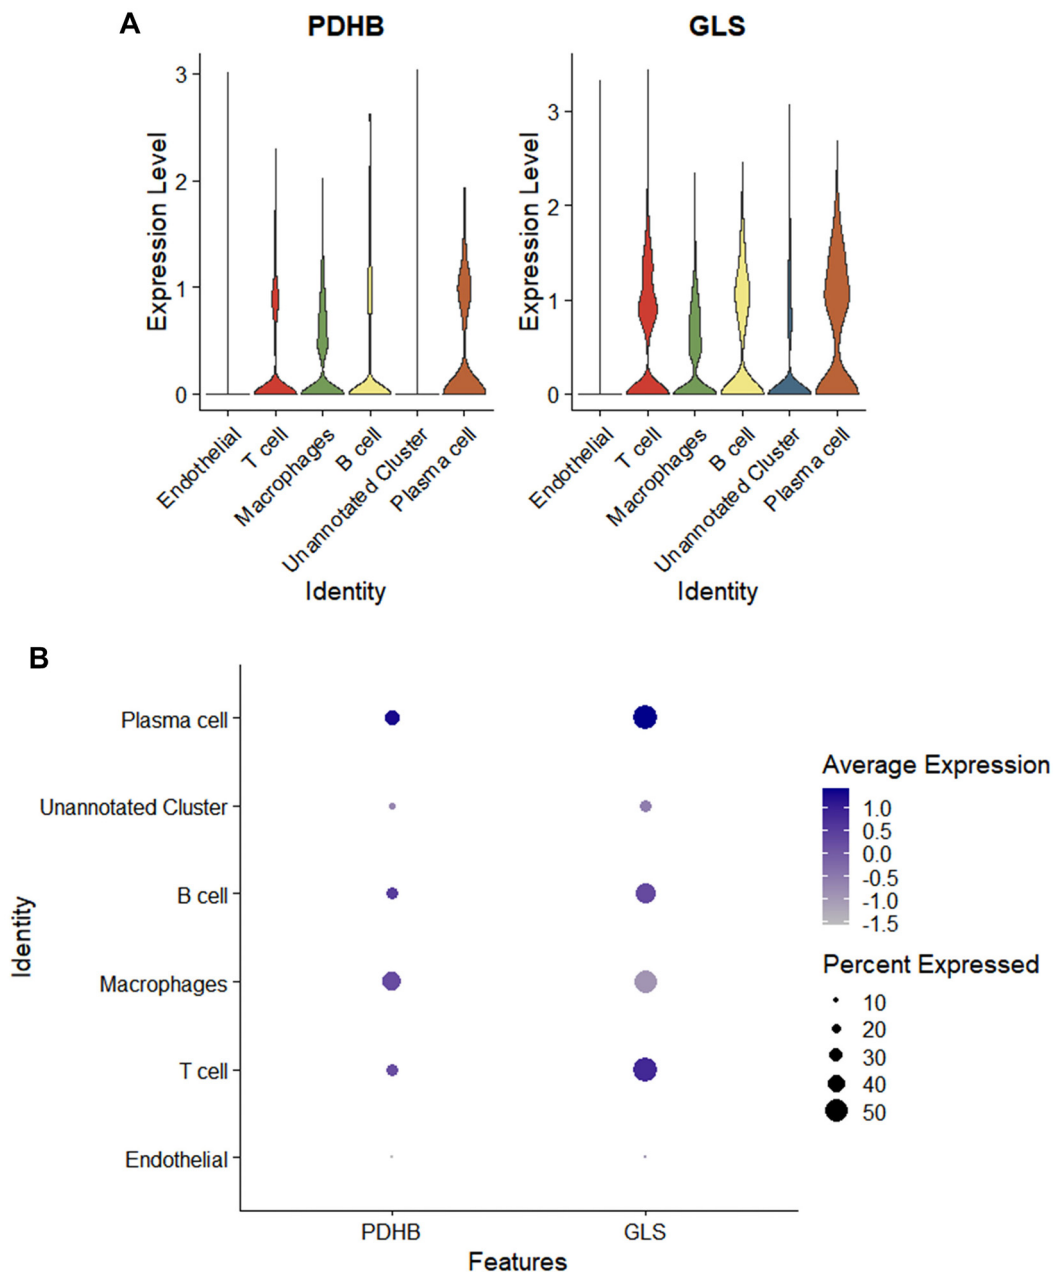 A
PDHB
GLS
Expression Level
3
2
1
0
Endothelial
T cell
Macrophages
B cell
Unannotated Cluster
Plasma cell
Identity
Expression Level
3
2
1
0
Endothelial
T cell
Macrophages
B cell
Unannotated Cluster
Plasma cell
Identity
B
Identity
Plasma cell
Unannotated Cluster
B cell
Macrophages
T cell
Endothelial
PDHB
GLS
Features
Average Expression
1.0
0.5
0.0
-0.5
-1.0
-1.5
Percent Expressed
10
20
30
40
50